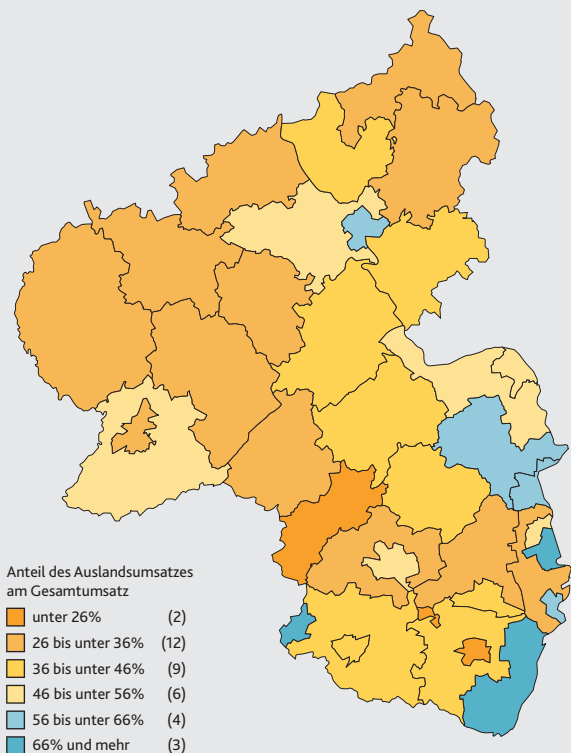 Anteil des Auslandsumsatzes
am Gesamtumsatz
unter 26% (2)
26 bis unter 36% (12)
36 bis unter 46% (9)
46 bis unter 56% (6)
56 bis unter 66% (4)
66% und mehr (3)